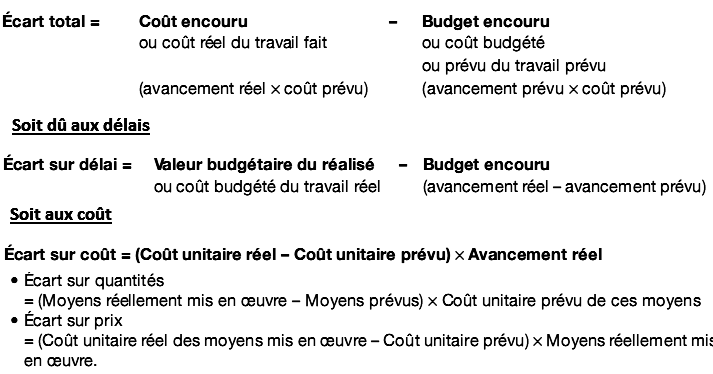 Écart total = Coût encouru – Budget encouru
ou coût réel du travail fait ou coût budgété
ou prévu du travail prévu
(avancement réel × coût prévu) (avancement prévu × coût prévu)
Soit dû aux délais
Écart sur délai = Valeur budgétaire du réalisé – Budget encouru
ou coût budgété du travail réel (avancement réel – avancement prévu)
Soit aux coût
Écart sur coût = (Coût unitaire réel – Coût unitaire prévu) × Avancement réel
• Écart sur quantités
= (Moyens réellement mis en œuvre – Moyens prévus) × Coût unitaire prévu de ces moyens
• Écart sur prix
= (Coût unitaire réel des moyens mis en œuvre – Coût unitaire prévu) × Moyens réellement mis
en œuvre.